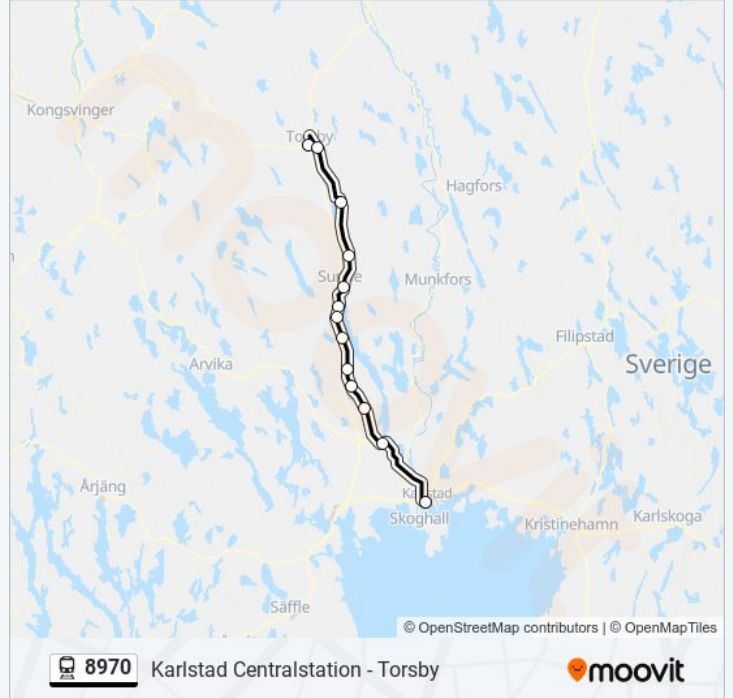 Kongsvinger
Torsby
Hagfors
Sunne
Munkfors
Filipstad
Sverige
Arvika
Årjäng
Karlstad
Skoghall
Kristinehamn
Karlskoga
Säffle
© OpenStreetMap contributors | © OpenMapTiles
8970
Karlstad Centralstation - Torsby
moovit
moovit